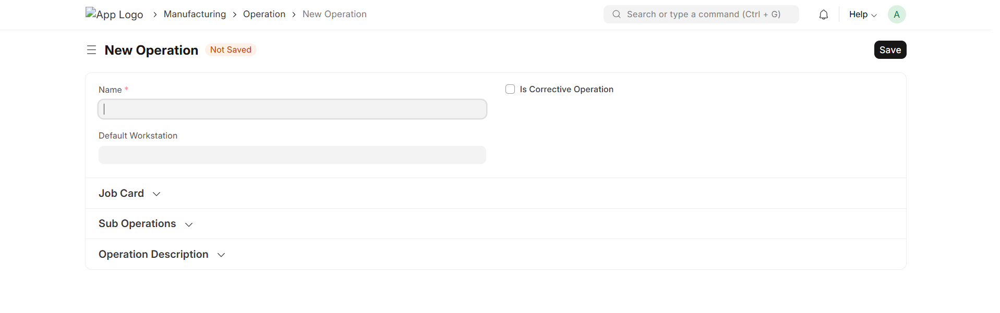 App Logo > Manufacturing > Operation > New Operation
Search or type a command (Ctrl + G)
Help
A
New Operation
Not Saved
Save
Name *
Is Corrective Operation
Default Workstation
Job Card
Sub Operations
Operation Description